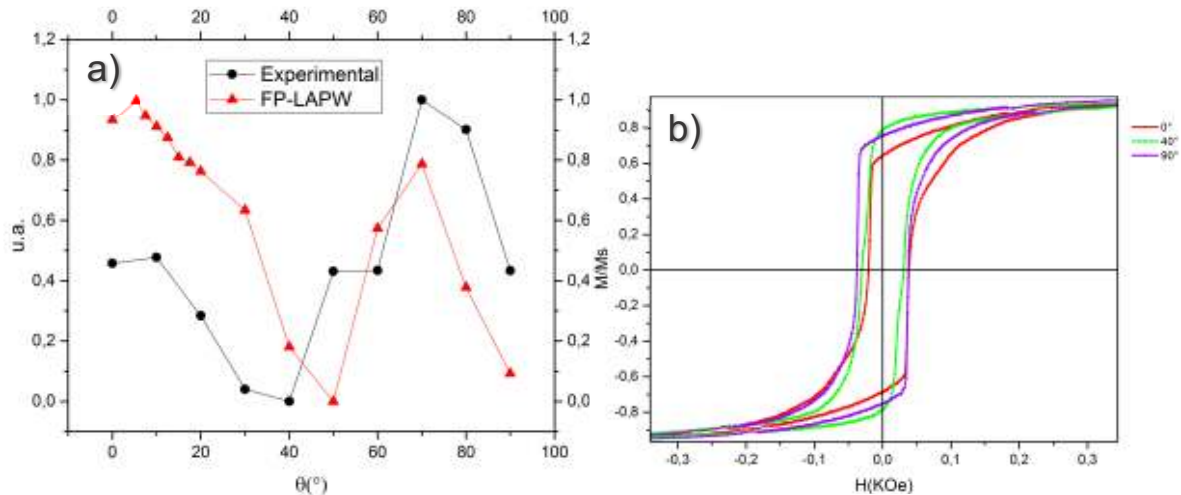 0 20 40 60 80 100
a)
Experimental
FP-LAPW
1,2 1,2
1,0 1,0
0,8 0,8
0,6 0,6
0,4 0,4
0,2 0,2
0,0 0,0
u.a.
0 20 40 60 80 100
θ(°)
b)
0°
40°
90°
0,8
0,6
0,4
0,2
0,0
-0,2
-0,4
-0,6
-0,8
M/Ms
-0,3 -0,2 -0,1 0,0 0,1 0,2 0,3
H(KOe)